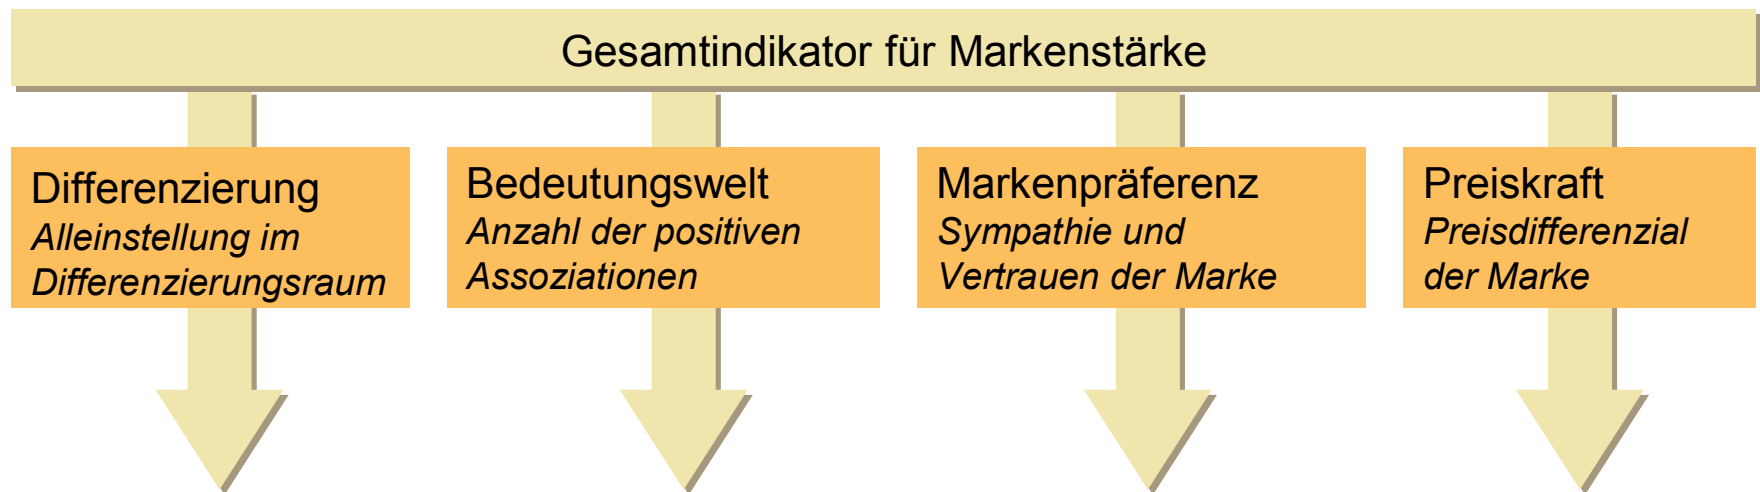 Gesamtindikator für Markenstärke
Differenzierung
Alleinstellung im
Differenzierungsraum
Bedeutungswelt
Anzahl der positiven
Assoziationen
Markenpräferenz
Sympathie und
Vertrauen der Marke
Preiskraft
Preisdifferenzial
der Marke